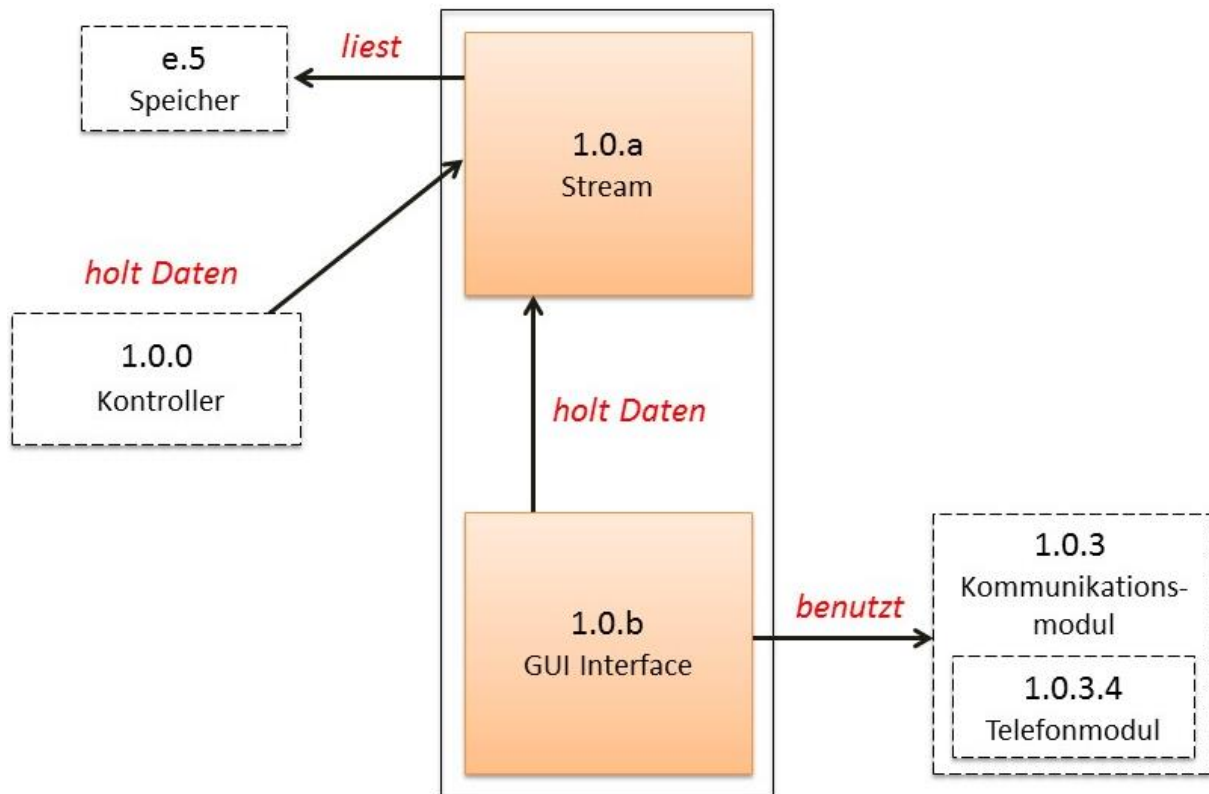 liest
e.5
Speicher
1.0.a
Stream
holt Daten
1.0.0
Kontroller
holt Daten
1.0.b
GUI Interface
benutzt
1.0.3
Kommunikations-
modul
1.0.3.4
Telefonmodul